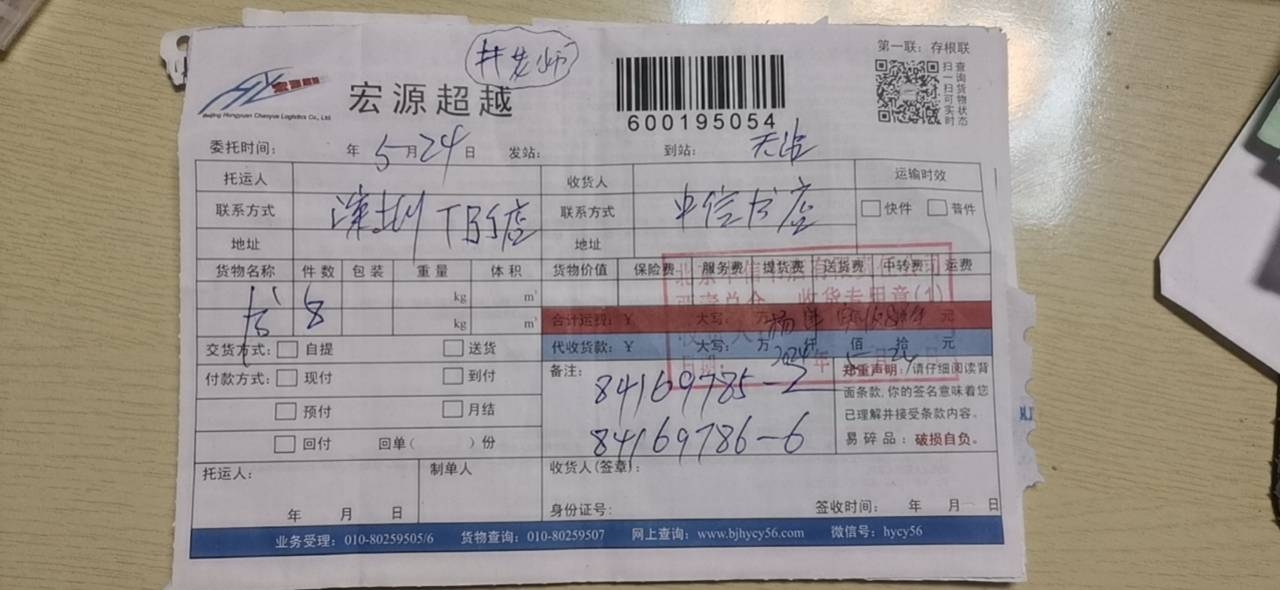 第一联：存根联
井老师
宏源超越
Beijing Hongyuan Chaoyue Logistics Co., Ltd.
600195054
扫一扫可实时
查询货物状态
委托时间： 年 5月24日 发站： 到站：
托运人 收货人 运输时效
联系方式 深圳 店 联系方式 中信书店 快件 普件
地址 地址
货物名称 件数 包装 重量 体积 货物价值 保险费 服务费 提货费 送货费 中转费 运费
书 8 kg m³
kg m³ 合计运费：￥ 大写： 万 元
交货方式： 自提 送货 代收货款：￥ 大写： 万 仟 佰 拾 元
付款方式： 现付 到付 备注： 84169785-2
预付 月结 84169786-6
回付 回单（ ）份
郑重声明：请仔细阅读背
面条款，你的签名意味着您
已理解并接受条款内容。
易碎品：破损自负。
托运人： 制单人 收货人(签章)：
年 月 日 身份证号： 签收时间： 年 月 日
收货专用章(1)
业务受理：010-80259505/6 货物查询：010-80259507 网上查询：www.bjhycy56.com 微信号：hycy56